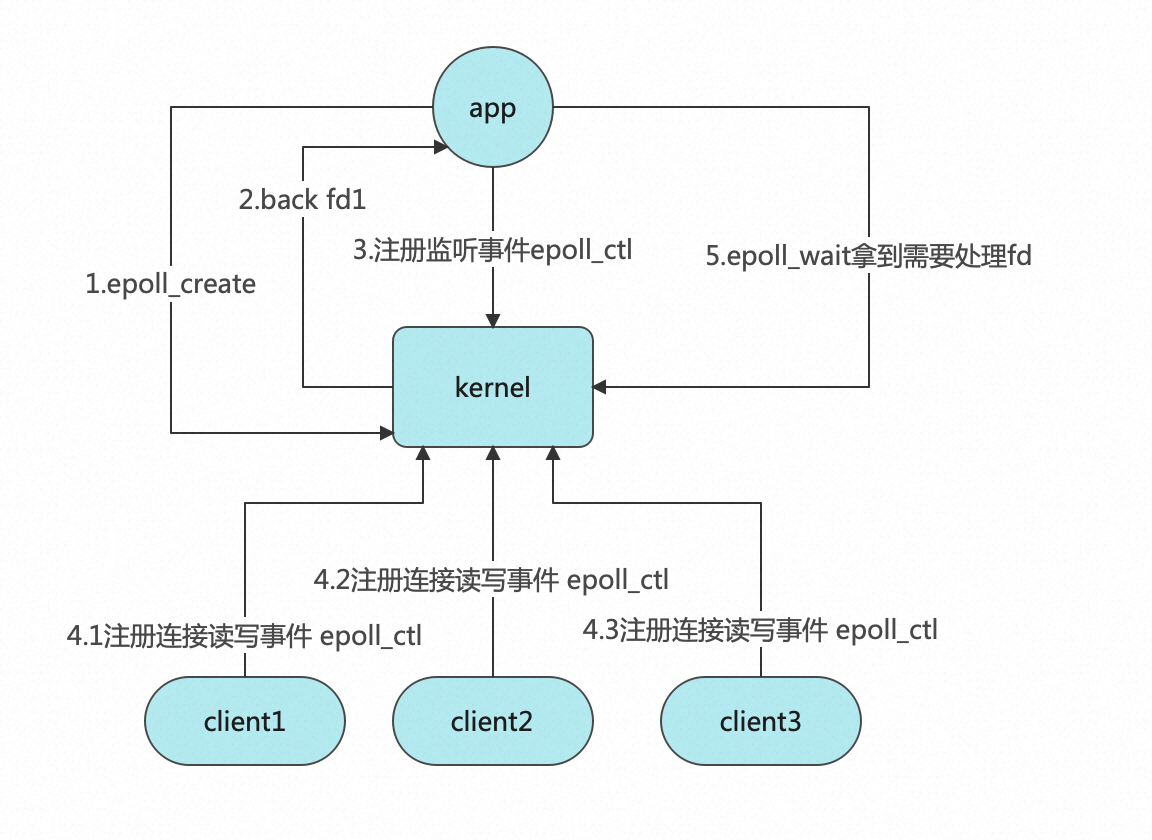 app
2.back fd1
3.注册监听事件epoll_ctl
5.epoll_wait拿到需要处理fd
1.epoll_create
kernel
4.2注册连接读写事件 epoll_ctl
4.1注册连接读写事件 epoll_ctl
4.3注册连接读写事件 epoll_ctl
client1
client2
client3